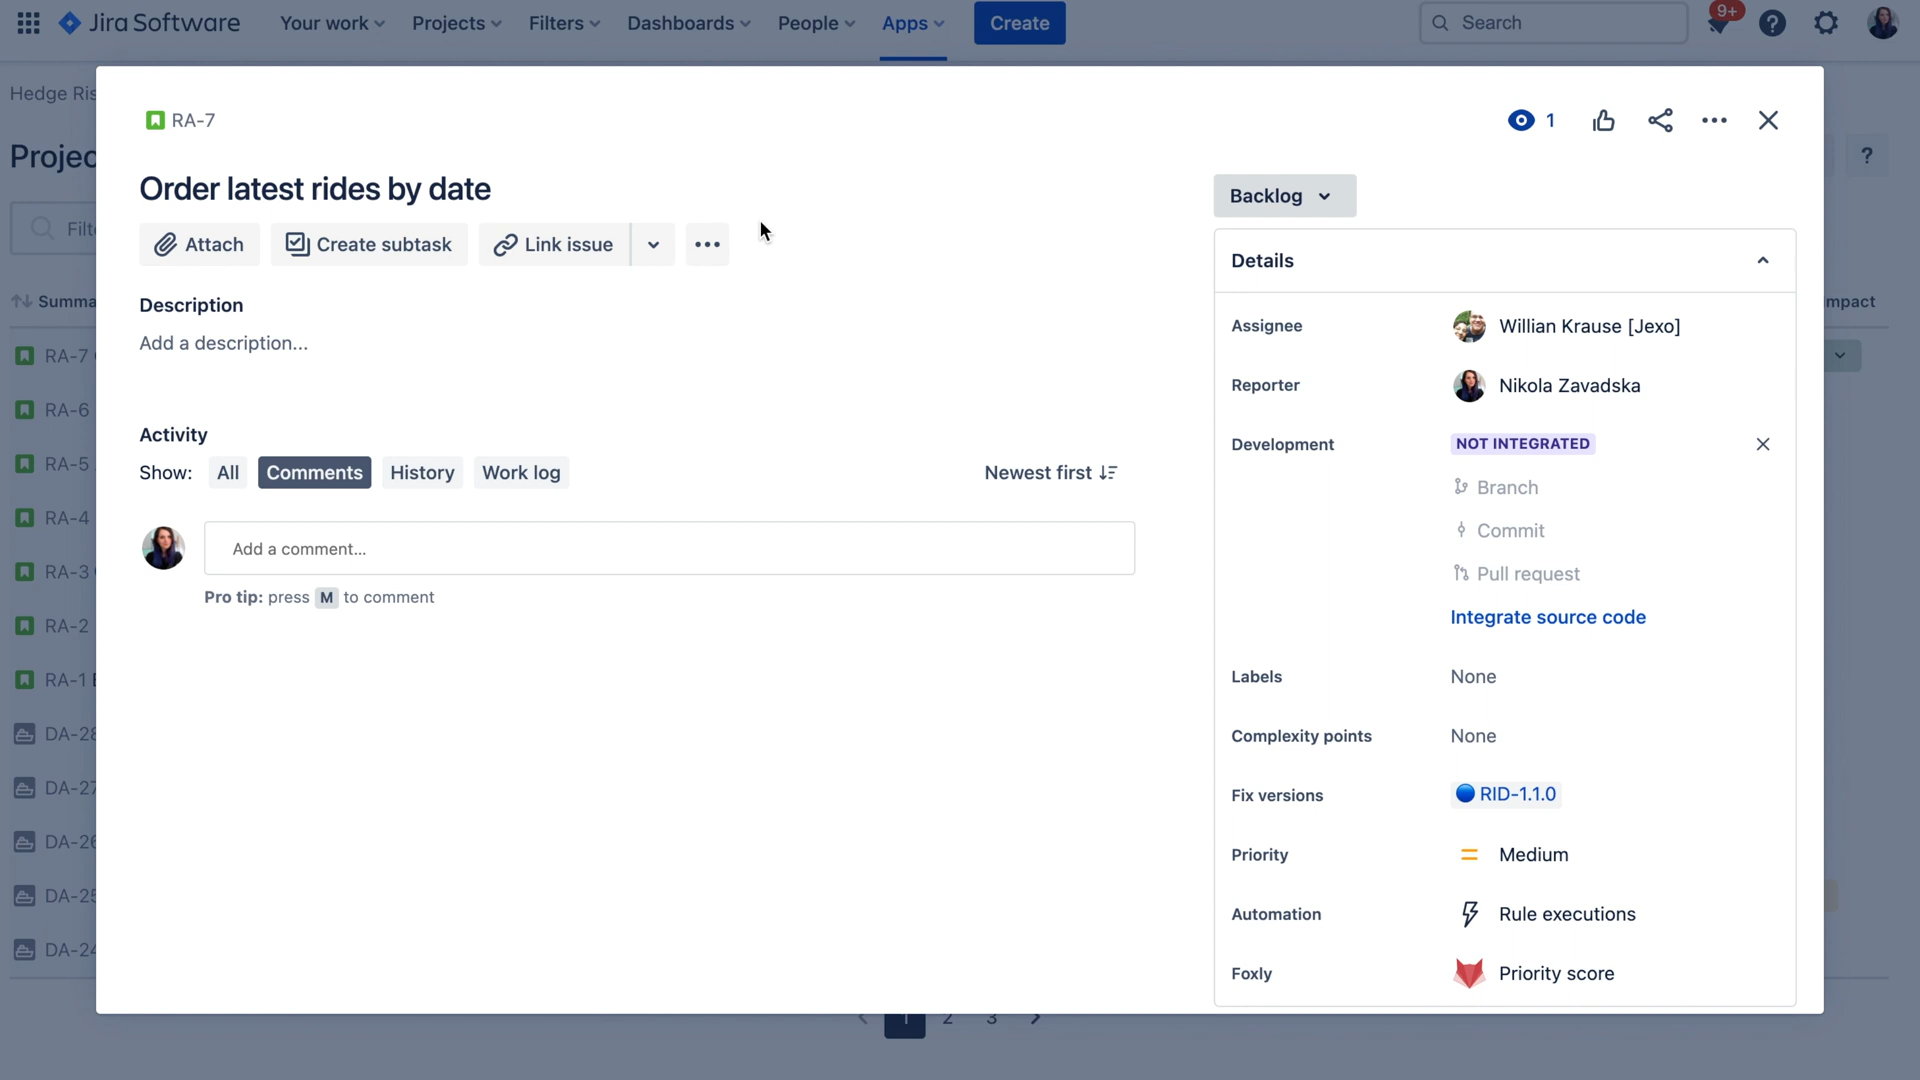 Jira Software Your work Projects Filters Dashboards People Apps Create Search 9+
Hedge Ris
RA-7 1
Projec ?
Order latest rides by date Backlog
Filt
Attach Create subtask Link issue
Details
Summa mpact
Description
Assignee Willian Krause [Jexo]
RA-7
Add a description...
Reporter Nikola Zavadska
RA-6
Activity
Development NOT INTEGRATED
RA-5
Show: All Comments History Work log Newest first
Branch
RA-4
Commit
Add a comment...
RA-3
Pull request
Pro tip: press M to comment
Integrate source code
RA-2
RA-1
Labels None
DA-28
Complexity points None
DA-27
Fix versions RID-1.1.0
DA-26
Priority Medium
DA-25
Automation Rule executions
DA-24
Foxly Priority score
1 2 3